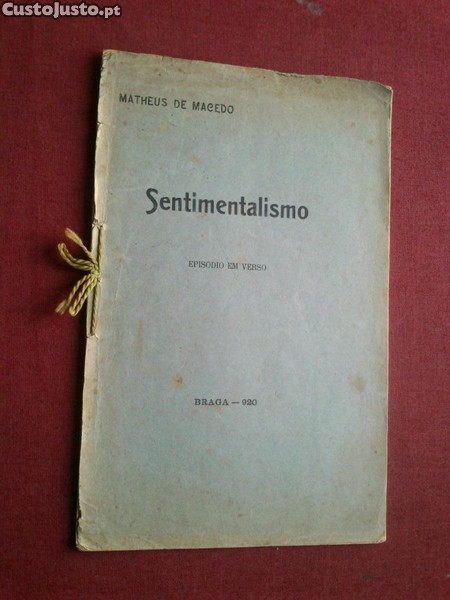 CustoJusto.pt
MATHEUS DE MACEDO
Sentimentalismo
EPISODIO EM VERSO
BRAGA — 920